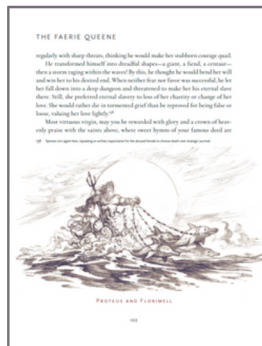 THE FAERIE QUEENE
regularly with sharp threats, thinking he would make her stubborn courage quail.
He transformed himself into dreadful shapes—a giant, a fiend, a centaur—
then a storm raging within the waves! By this, he thought he would bend her will
and win her to his desired end. When neither fear nor favor was successful, he let
her fall down into a deep dungeon and threatened to make her his eternal slave
there. Still, she preferred eternal slavery to loss of her chastity or change of her
love. She would rather die in tormented grief than be reproved for being false or
loose, valuing her love lightly.
Most virtuous virgin, may you be rewarded with glory and a crown of heav-
enly praise with the saints above, where sweet hymns of your famous deed are
PROTEUS AND FLORIMELL